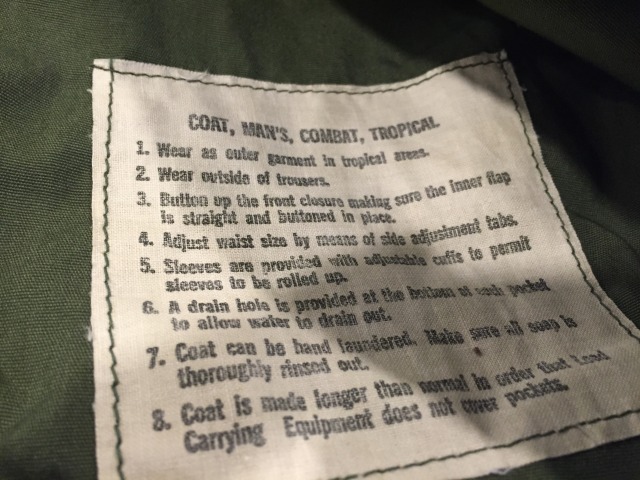 COAT, MAN'S, COMBAT, TROPICAL
1. Wear as outer garment in tropical areas.
2. Wear outside of trousers.
3. Button up the front closure making sure the inner flap
is straight and buttoned in place.
4. Adjust waist size by means of side adjustment tabs.
5. Sleeves are provided with adjustable cuffs to permit
sleeves to be rolled up.
6. A drain hole is provided at the bottom of each pocket
to allow water to drain out.
7. Coat can be hand laundered. Make sure all soap is
thoroughly rinsed out.
8. Coat is made longer than normal in order that Load
Carrying Equipment does not cover pockets.